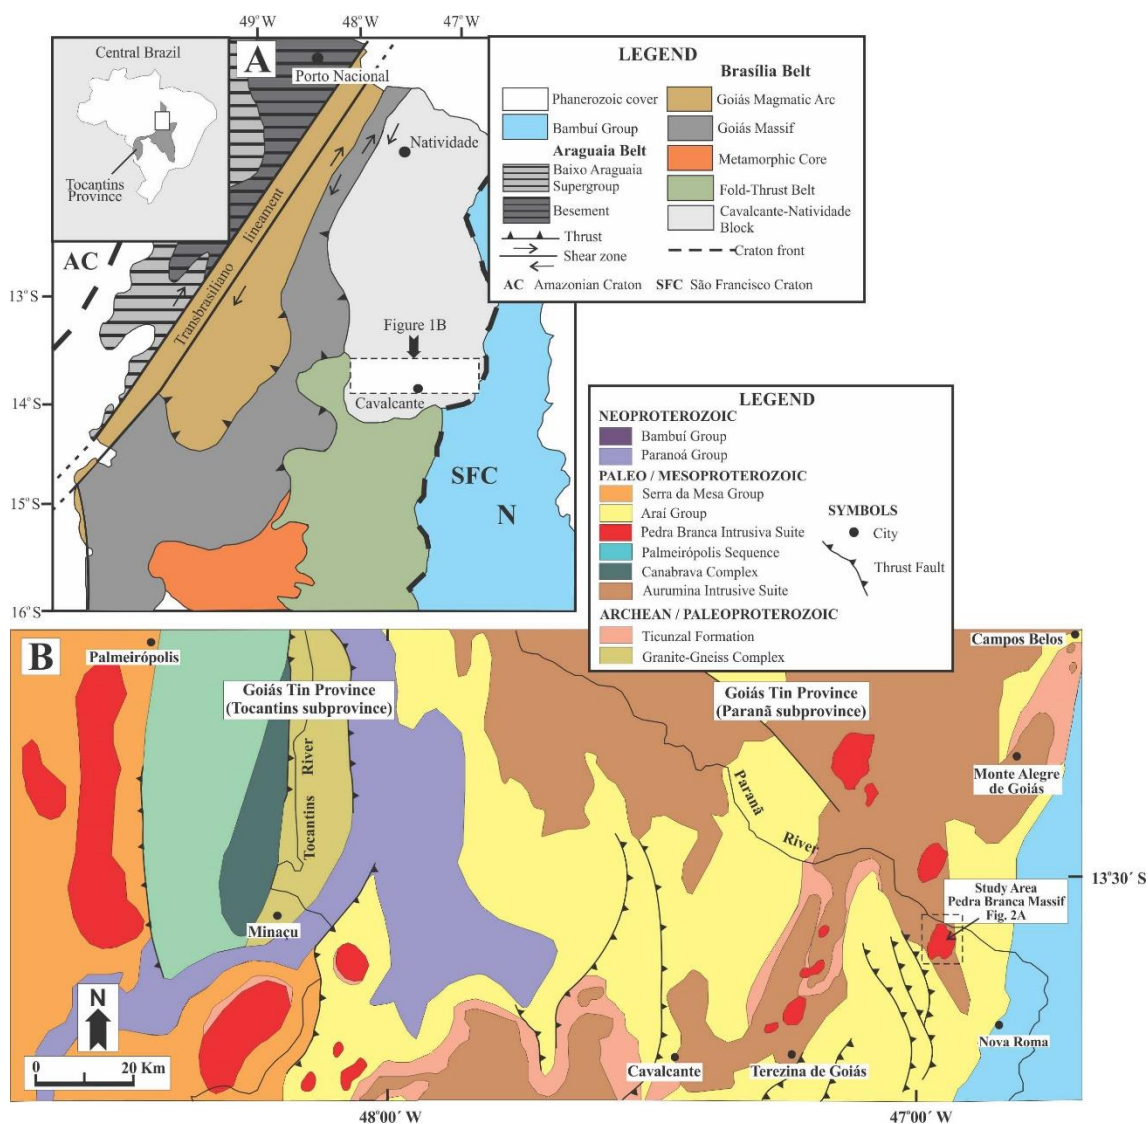 49°W
48°W
47°W
Central Brazil
Tocantins
Province
A
Porto Nacional
Natividade
AC
Transbrasiliano
lineament
Figure 1B
Cavalcante
SFC
N
13°S
14°S
15°S
16°S
LEGEND
Phanerozoic cover
Bambuí Group
Araguaia Belt
Baixo Araguaia
Supergroup
Besement
Thrust
Shear zone
Brasília Belt
Goiás Magmatic Arc
Goiás Massif
Metamorphic Core
Fold-Thrust Belt
Cavalcante-Natividade
Block
Craton front
AC Amazonian Craton
SFC São Francisco Craton
LEGEND
NEOPROTEROZOIC
Bambuí Group
Paranoá Group
PALEO / MESOPROTEROZOIC
Serra da Mesa Group
Araí Group
Pedra Branca Intrusiva Suite
Palmeirópolis Sequence
Canabrava Complex
Aurumina Intrusive Suite
ARCHEAN / PALEOPROTEROZOIC
Ticunzal Formation
Granite-Gneiss Complex
SYMBOLS
City
Thrust Fault
B
Palmeirópolis
Goiás Tin Province
(Tocantins subprovince)
Tocantins
River
Minaçu
Goiás Tin Province
(Paranã subprovince)
Paranã
River
Campos Belos
Monte Alegre
de Goiás
13°30´ S
Study Area
Pedra Branca Massif
Fig. 2A
Nova Roma
Cavalcante
Terezina de Goiás
N
0
20 Km
48°00´ W
47°00´ W